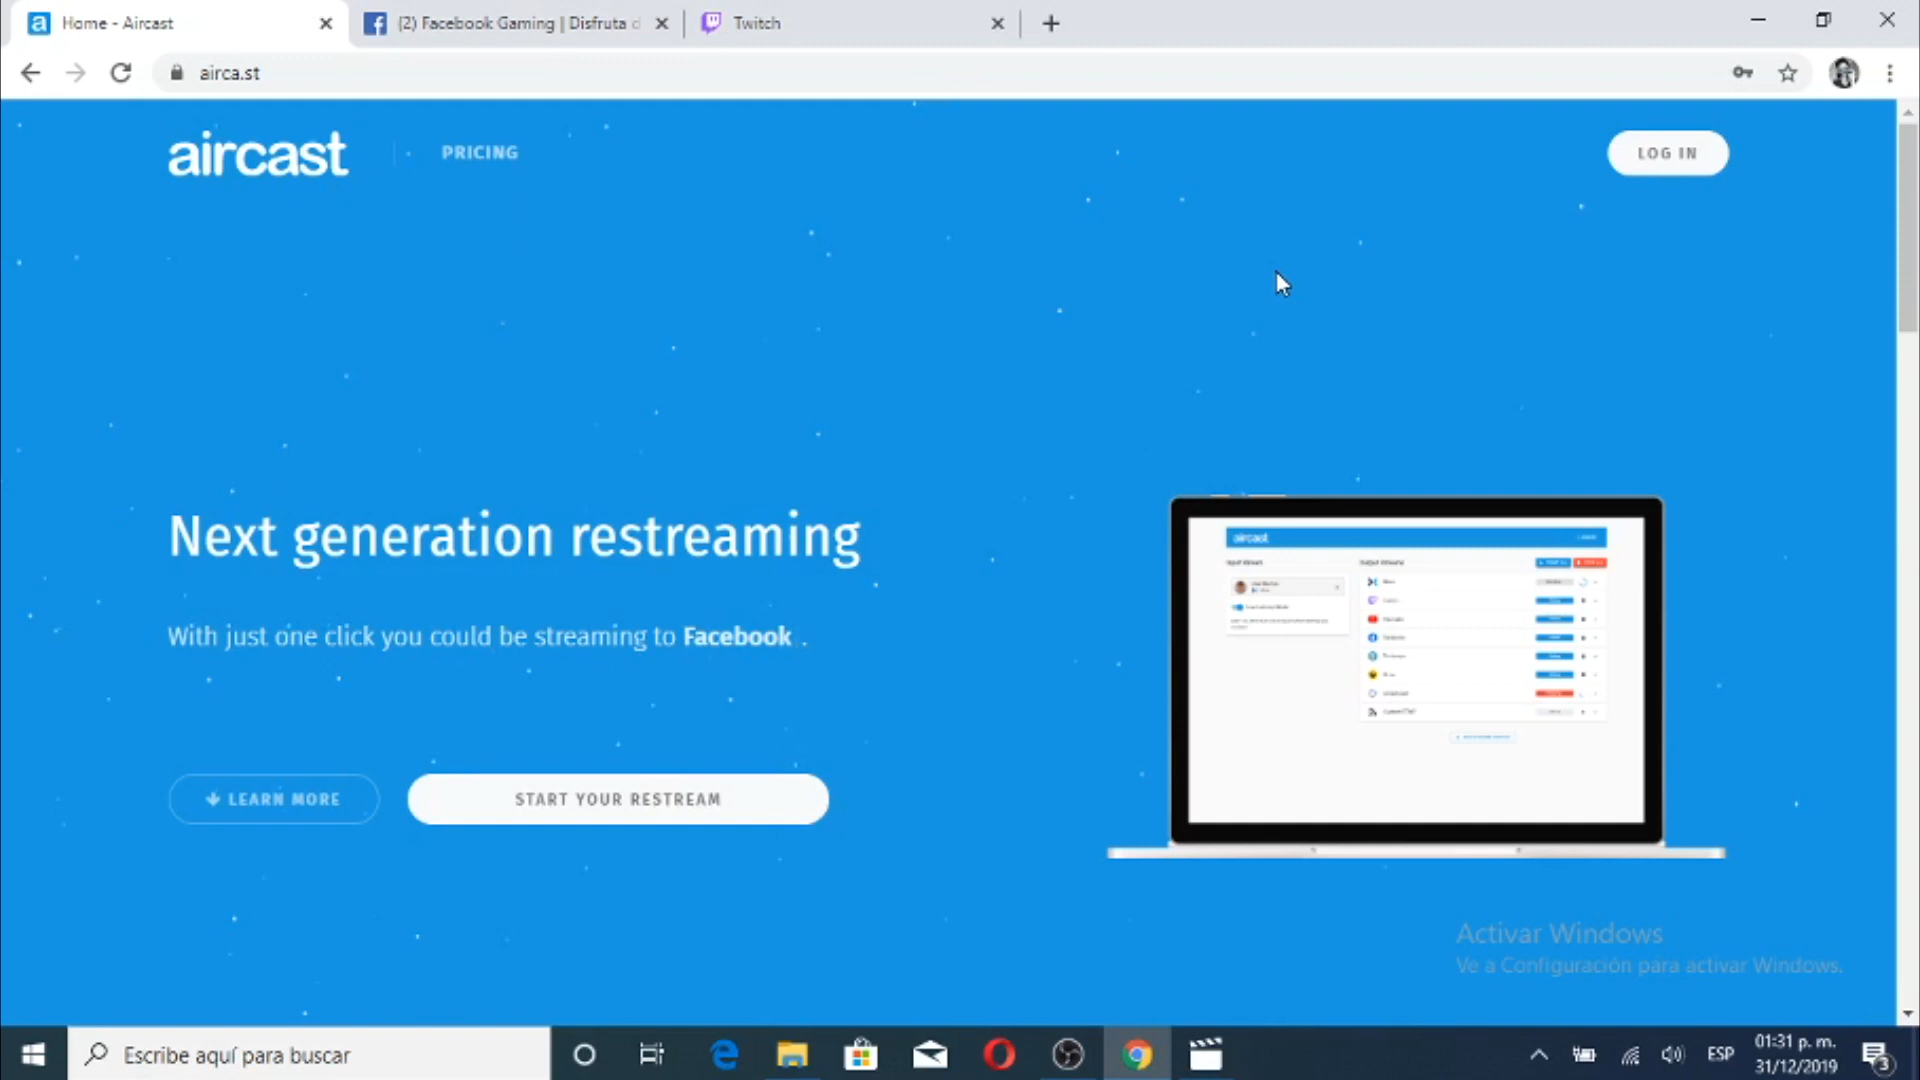 Home - Aircast
(2) Facebook Gaming | Disfruta d
Twitch
airca.st
aircast
PRICING
LOG IN
Next generation restreaming
With just one click you could be streaming to Facebook .
LEARN MORE
START YOUR RESTREAM
aircast
Activar Windows
Ve a Configuración para activar Windows.
Escribe aquí para buscar
ESP
01:31 p. m.
31/12/2019
3